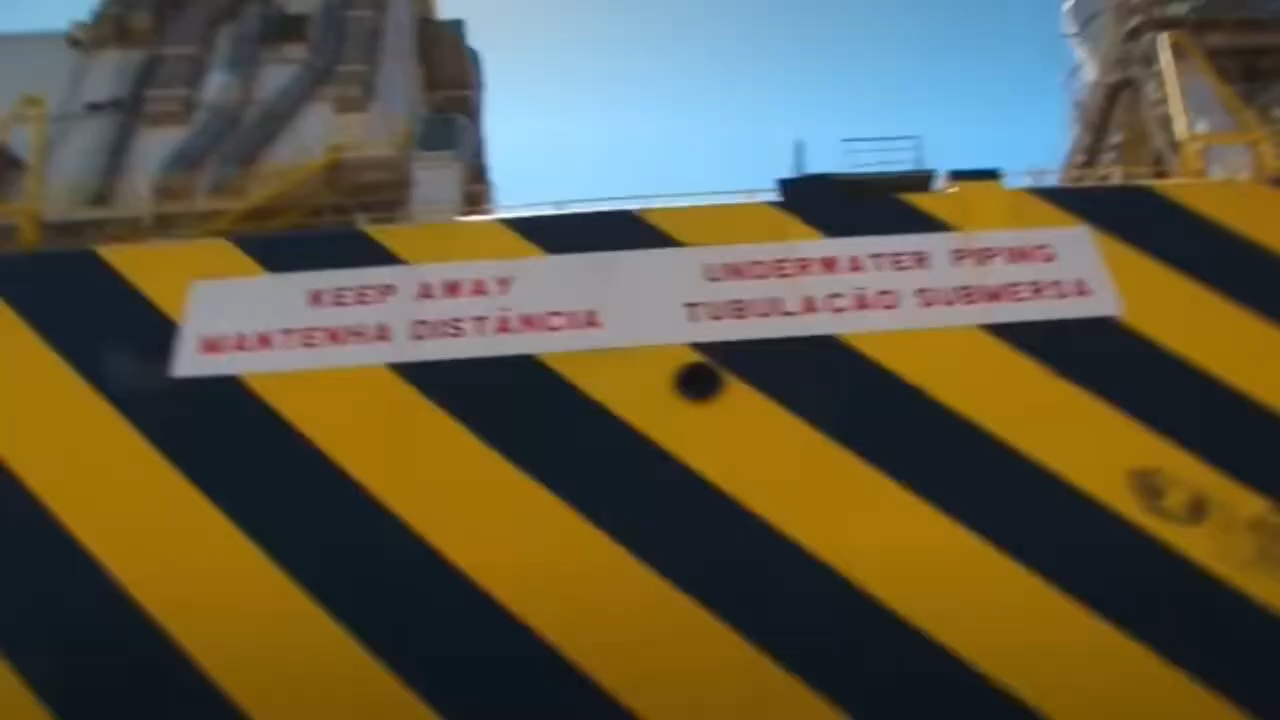 KEEP AWAY
MANTENHA DISTÂNCIA
UNDERWATER PIPING
TUBULAÇÃO SUBMERSA